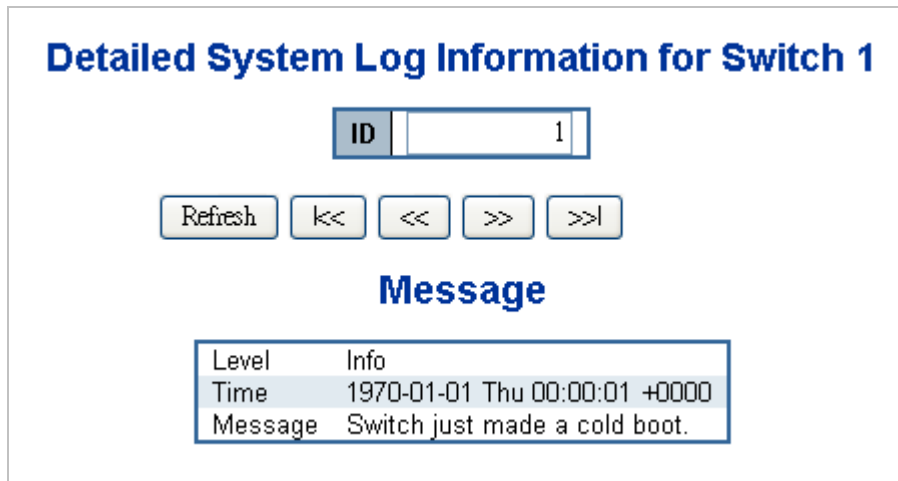 Detailed System Log Information for Switch 1
ID 1
Refresh |<< << >> >>|
Message
Level Info
Time 1970-01-01 Thu 00:00:01 +0000
Message Switch just made a cold boot.